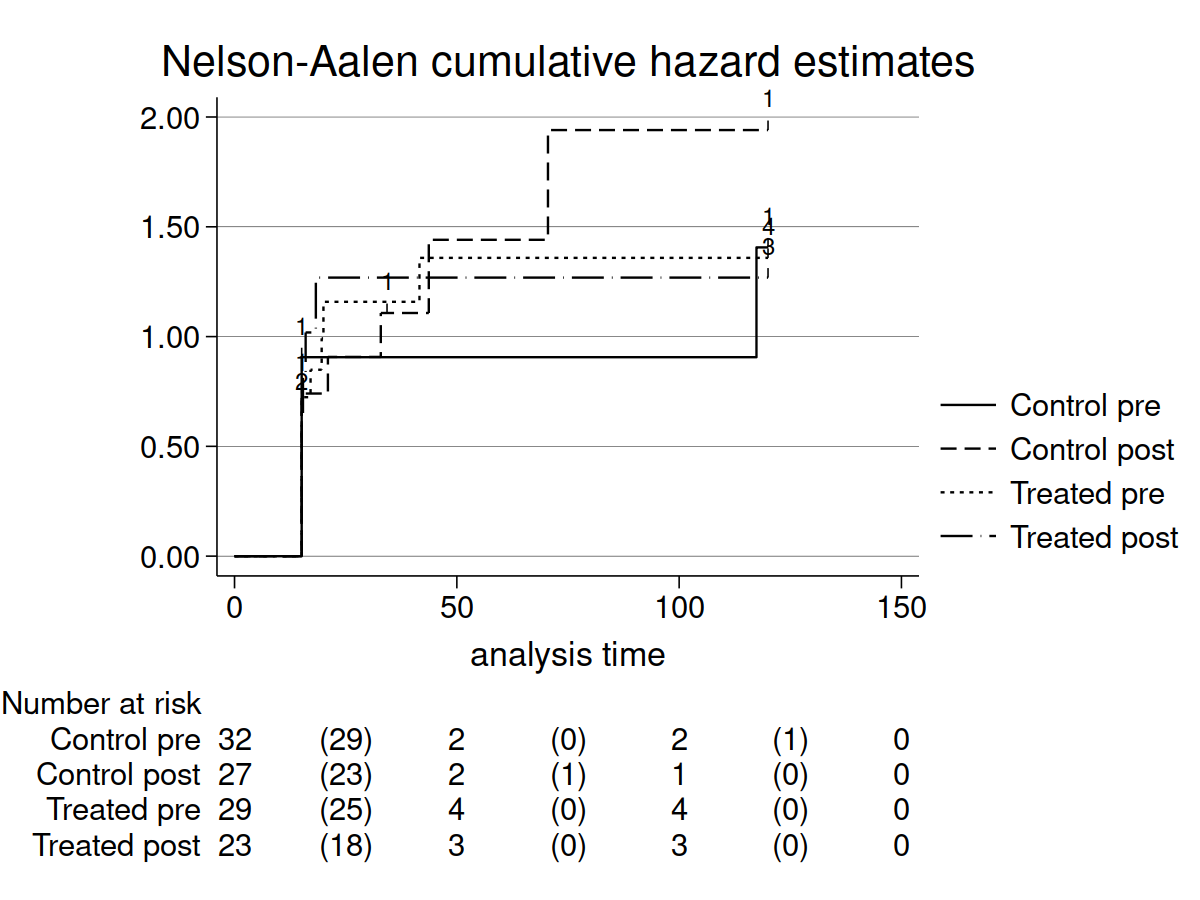 Nelson-Aalen cumulative hazard estimates
1
2.00
1
1.50
4
3
1
1
1.00
1
2
0.50
0.00
Control pre
Control post
Treated pre
Treated post
0 50 100 150
analysis time
Number at risk
Control pre 32 (29) 2 (0) 2 (1) 0
Control post 27 (23) 2 (1) 1 (0) 0
Treated pre 29 (25) 4 (0) 4 (0) 0
Treated post 23 (18) 3 (0) 3 (0) 0